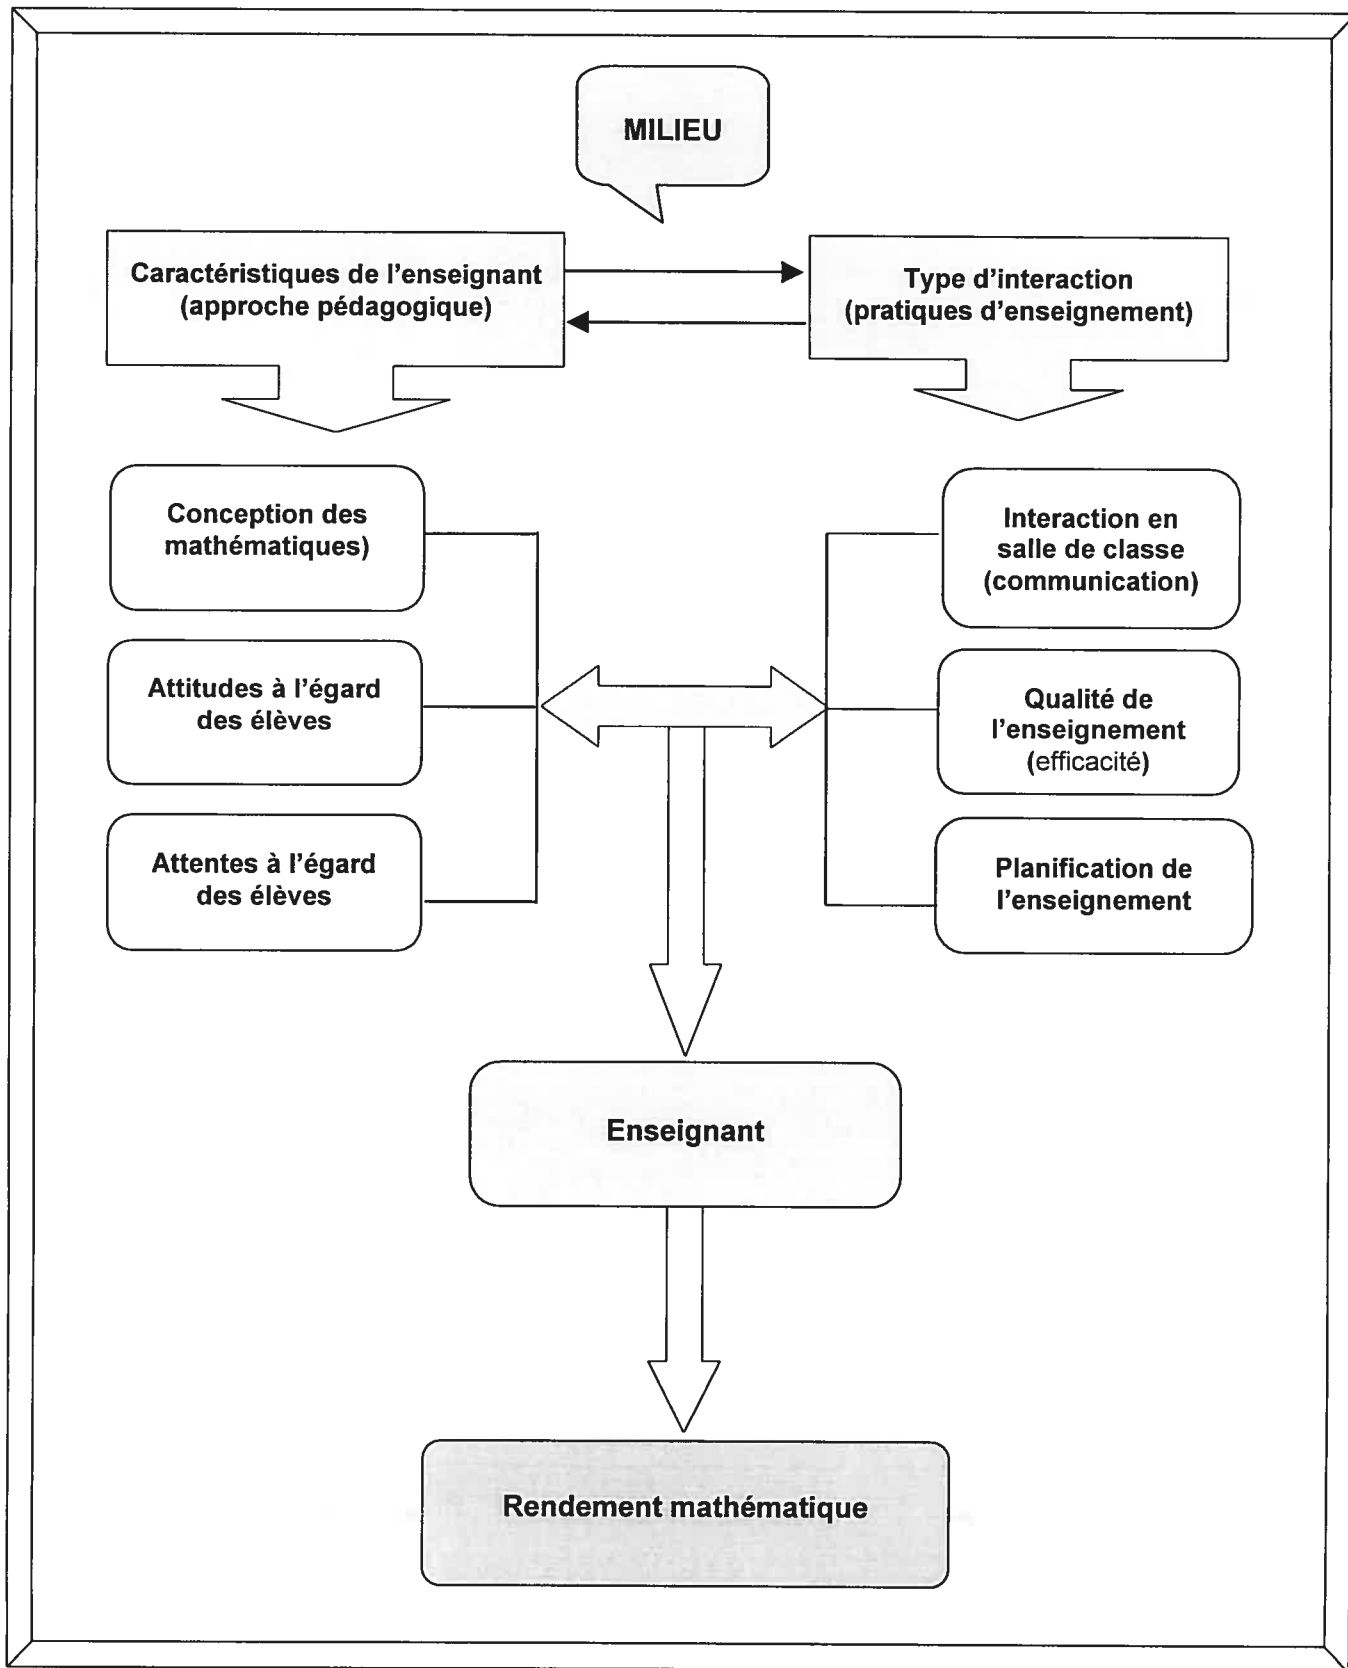 MILIEU
Caractéristiques de l'enseignant
(approche pédagogique)
Type d'interaction
(pratiques d'enseignement)
Conception des
mathématiques)
Attitudes à l'égard
des élèves
Attentes à l'égard
des élèves
Interaction en
salle de classe
(communication)
Qualité de
l'enseignement
(efficacité)
Planification de
l'enseignement
Enseignant
Rendement mathématique